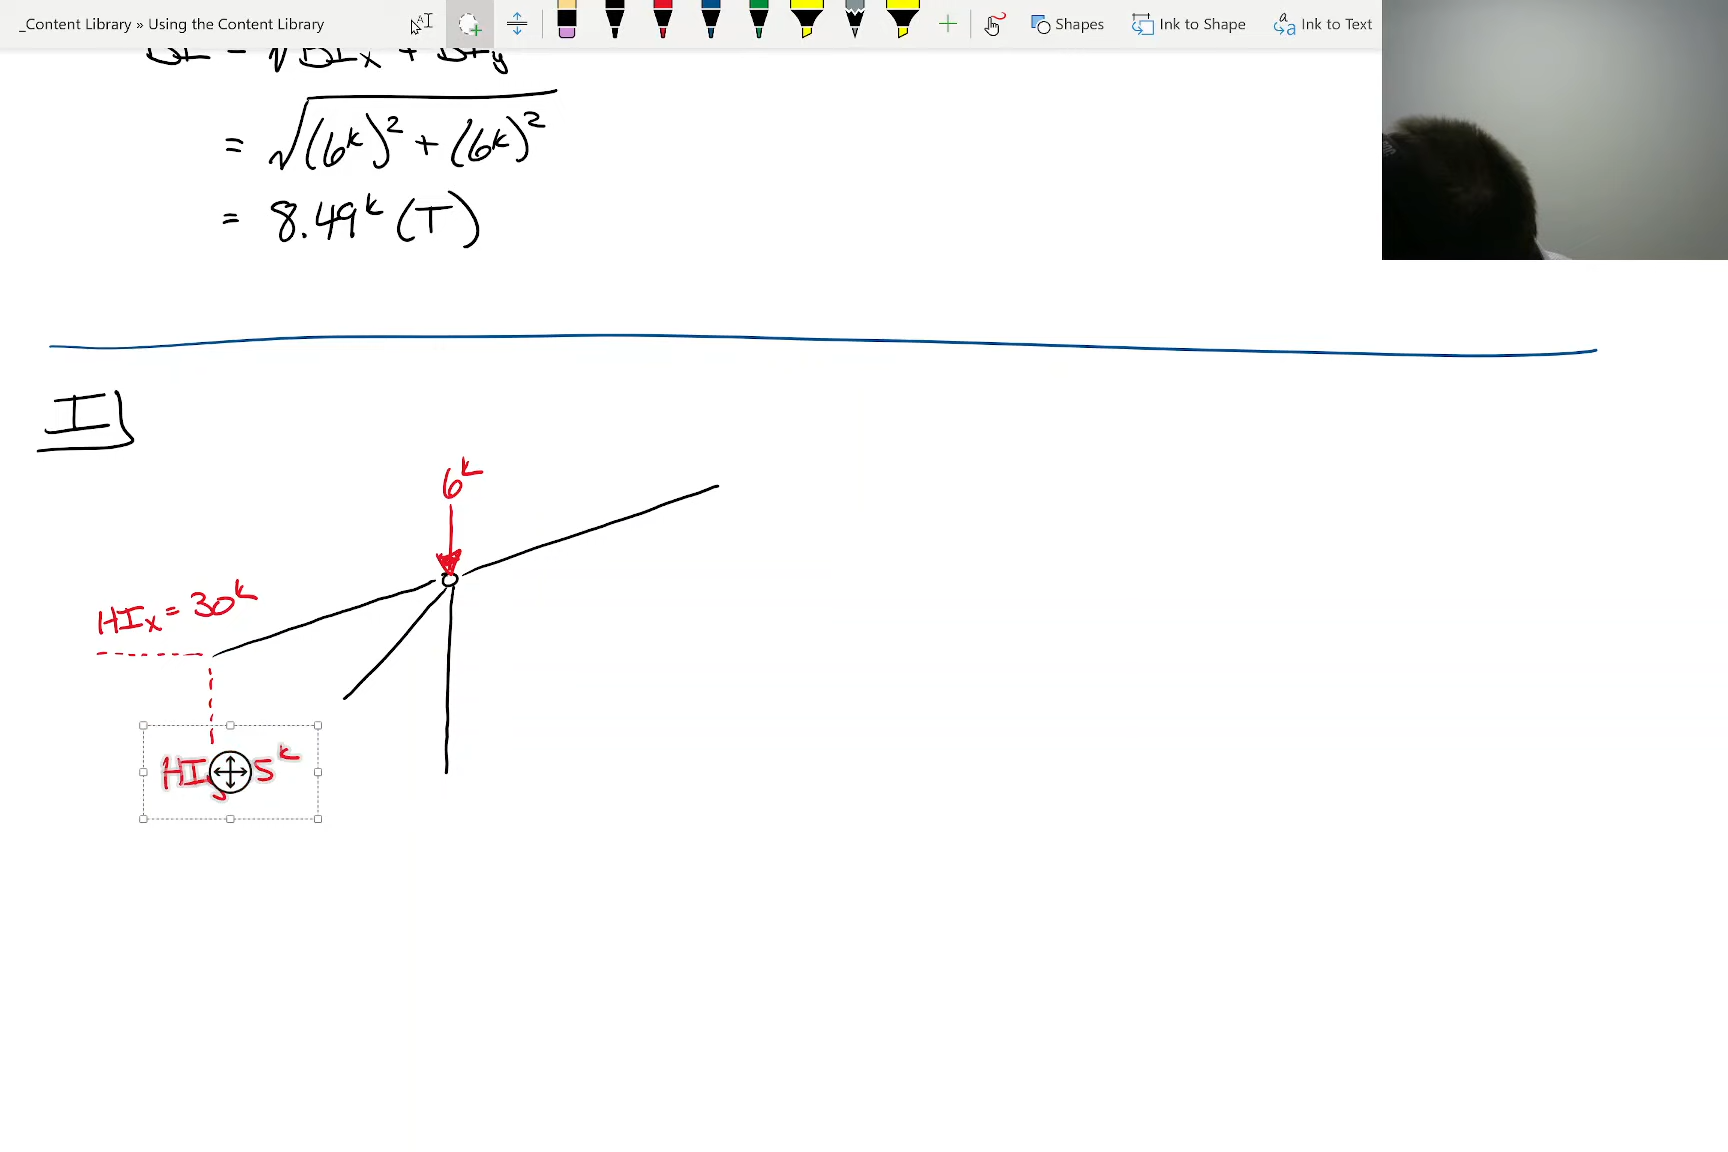 _Content Library » Using the Content Library
Shapes
Ink to Shape
Ink to Text
= √(6ᵏ)² + (6ᵏ)²
= 8.49ᵏ (T)
I)
6ᵏ
HIₓ = 30ᵏ
HI 5ᵏ